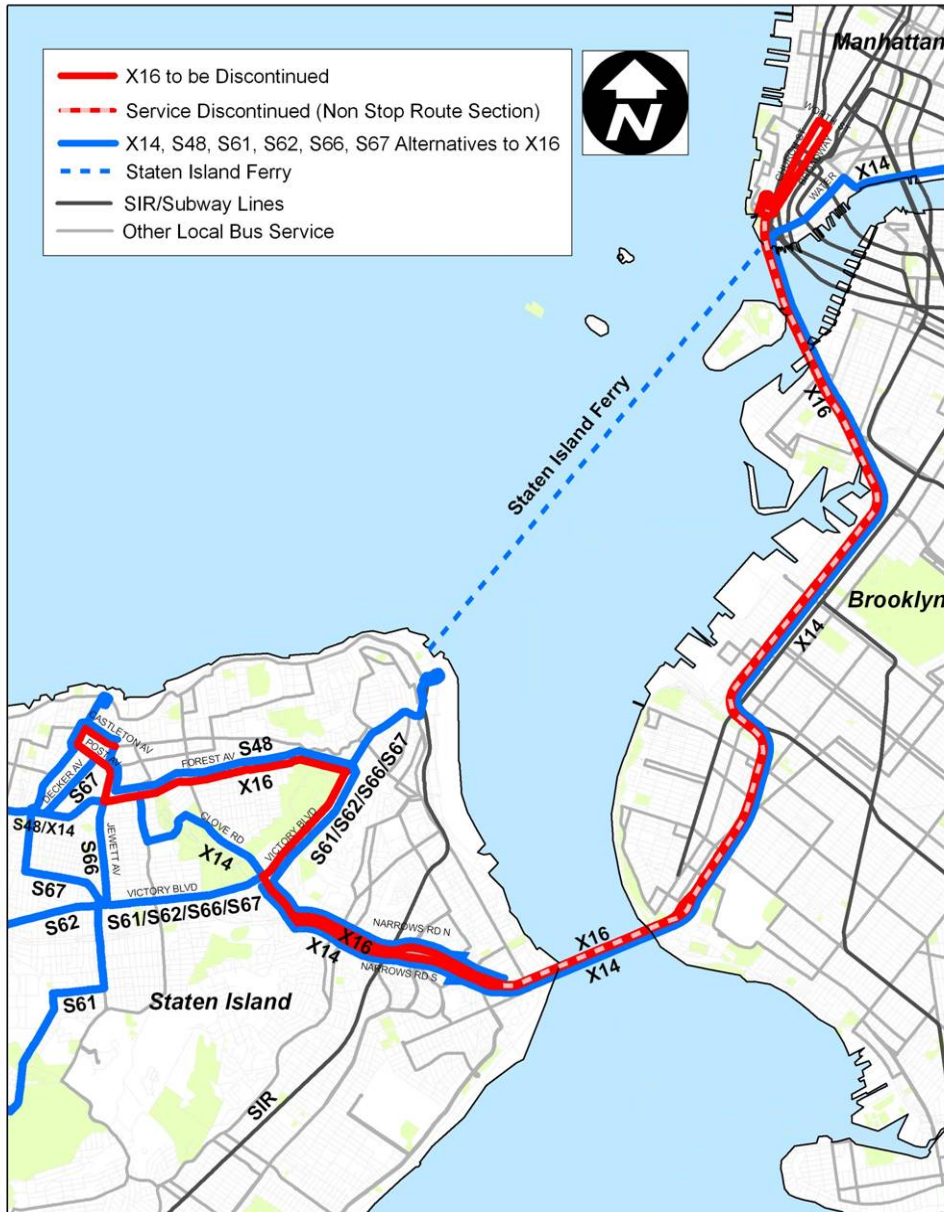 Manhattan
X16 to be Discontinued
Service Discontinued (Non Stop Route Section)
X14, S48, S61, S62, S66, S67 Alternatives to X16
Staten Island Ferry
SIR/Subway Lines
Other Local Bus Service
N
WATER
X14
X16
Staten Island Ferry
Brooklyn
X14
CASTLETON AV
POST AV
DECKER AV
S67
FOREST AV
S48
X16
S48/X14
JEWETT AV
S66
CLOVE RD
X14
VICTORY BLVD
S61/S62/S66/S67
S67
VICTORY BLVD
S62
S61/S62/S66/S67
NARROWS RD N
X16
X14
NARROWS RD S
X16
X14
S61
Staten Island
SIR